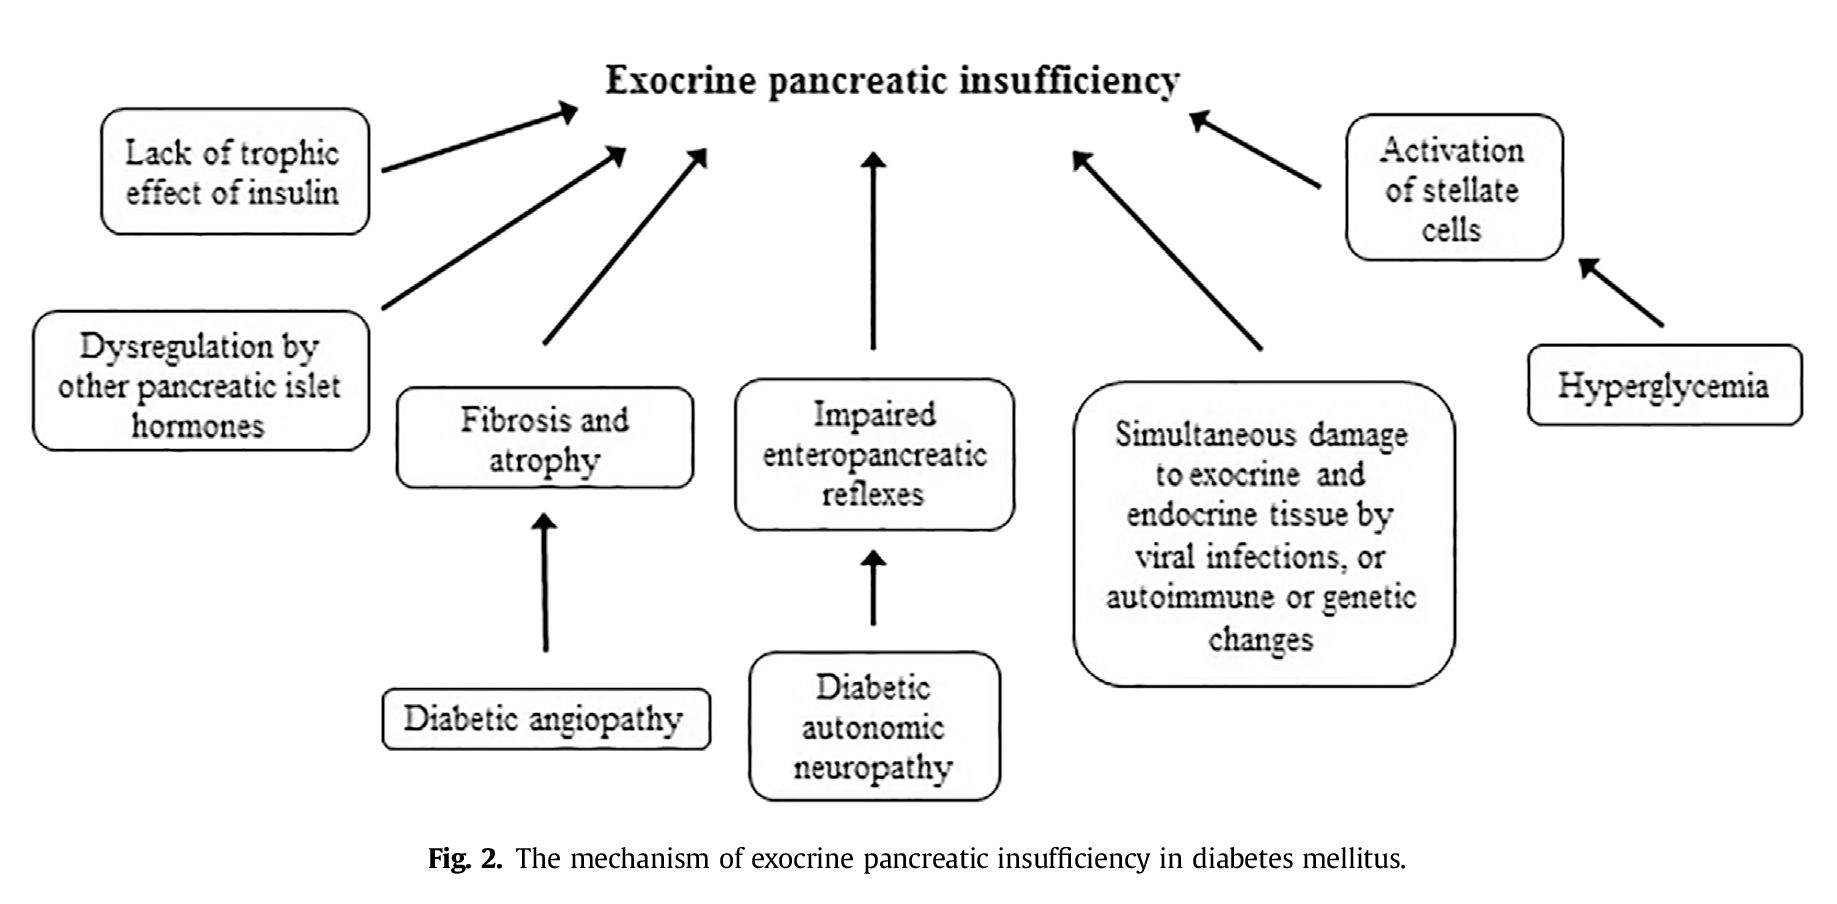 Exocrine pancreatic insufficiency
Lack of trophic
effect of insulin
Activation
of stellate
cells
Dysregulation by
other pancreatic islet
hormones
Fibrosis and
atrophy
Impaired
enteropancreatic
reflexes
Simultaneous damage
to exocrine and
endocrine tissue by
viral infections, or
autoimmune or genetic
changes
Hyperglycemia
Diabetic angiopathy
Diabetic
autonomic
neuropathy
Fig. 2. The mechanism of exocrine pancreatic insufficiency in diabetes mellitus.